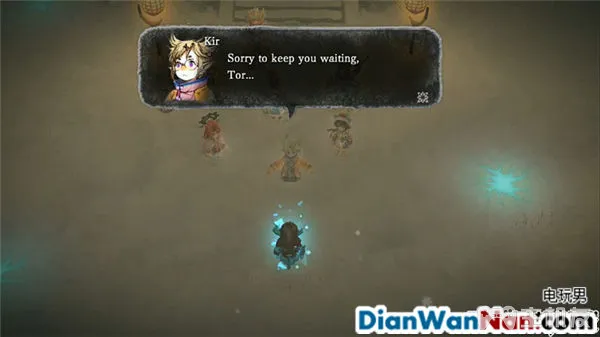 Kir
Sorry to keep you waiting,
Tor...
电玩男
DianWanNan.com